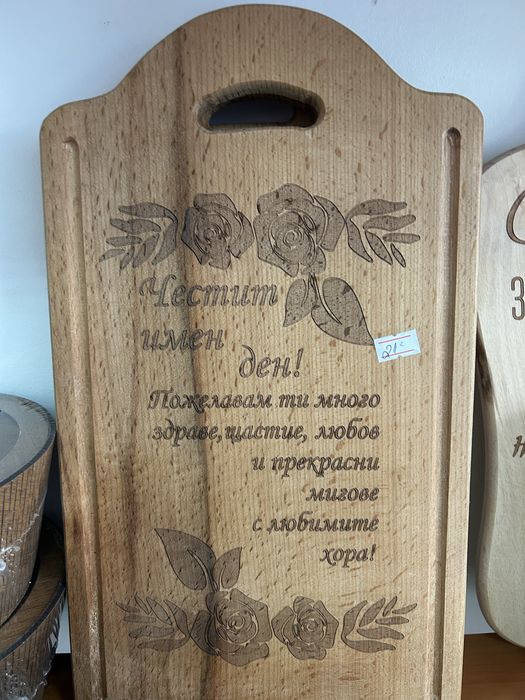 Честит
имен
ден!
21
Пожелавам ти много
здраве, щастие, любов
и прекрасни
мигове
с любимите
хора!